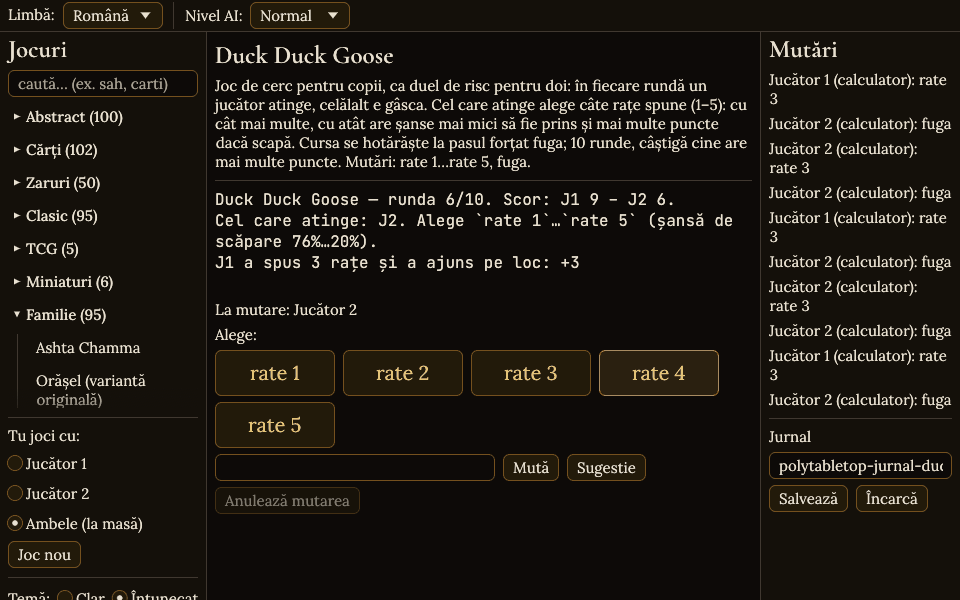 Limbă: Română ▼ Nivel AI: Normal ▼
Jocuri
caută... (ex. sah, carti)
▸ Abstract (100)
▸ Cărți (102)
▸ Zaruri (50)
▸ Clasic (95)
▸ TCG (5)
▸ Miniaturi (6)
▾ Familie (95)
Ashta Chamma
Orășel (variantă
originală)
Tu joci cu:
Jucător 1
Jucător 2
Ambele (la masă)
Joc nou
Temă: Clar Întunecat
Duck Duck Goose
Joc de cerc pentru copii, ca duel de risc pentru doi: în fiecare rundă un
jucător atinge, celălalt e gâsca. Cel care atinge alege câte rațe spune (1–5): cu
cât mai multe, cu atât are șanse mai mici să fie prins și mai multe puncte
dacă scapă. Cursa se hotărăște la pasul forțat fuga; 10 runde, câștigă cine are
mai multe puncte. Mutări: rate 1…rate 5, fuga.
Duck Duck Goose — runda 6/10. Scor: J1 9 – J2 6.
Cel care atinge: J2. Alege `rate 1`…`rate 5` (șansă de
scăpare 76%…20%).
J1 a spus 3 rațe și a ajuns pe loc: +3
La mutare: Jucător 2
Alege:
rate 1 rate 2 rate 3 rate 4
rate 5
Mută Sugestie
Anulează mutarea
Mutări
Jucător 1 (calculator): rate
3
Jucător 2 (calculator): fuga
Jucător 2 (calculator):
rate 3
Jucător 2 (calculator): fuga
Jucător 1 (calculator): rate
3
Jucător 2 (calculator): fuga
Jucător 2 (calculator):
rate 3
Jucător 2 (calculator): fuga
Jucător 1 (calculator): rate
3
Jucător 2 (calculator): fuga
Jurnal
polytabletop-jurnal-duc
Salvează Încarcă